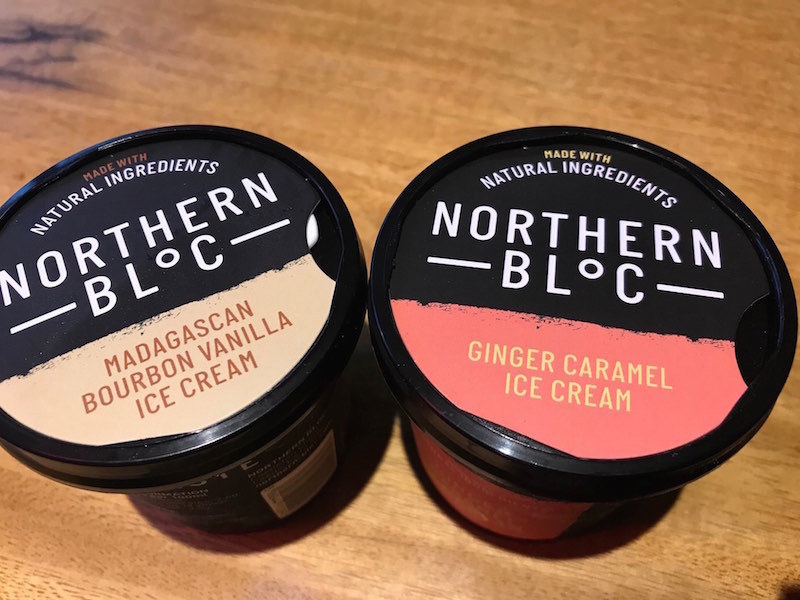 MADE WITH
NATURAL INGREDIENTS
NORTHERN
BLOC
MADAGASCAN
BOURBON VANILLA
ICE CREAM
MADE WITH
NATURAL INGREDIENTS
NORTHERN
BLOC
GINGER CARAMEL
ICE CREAM